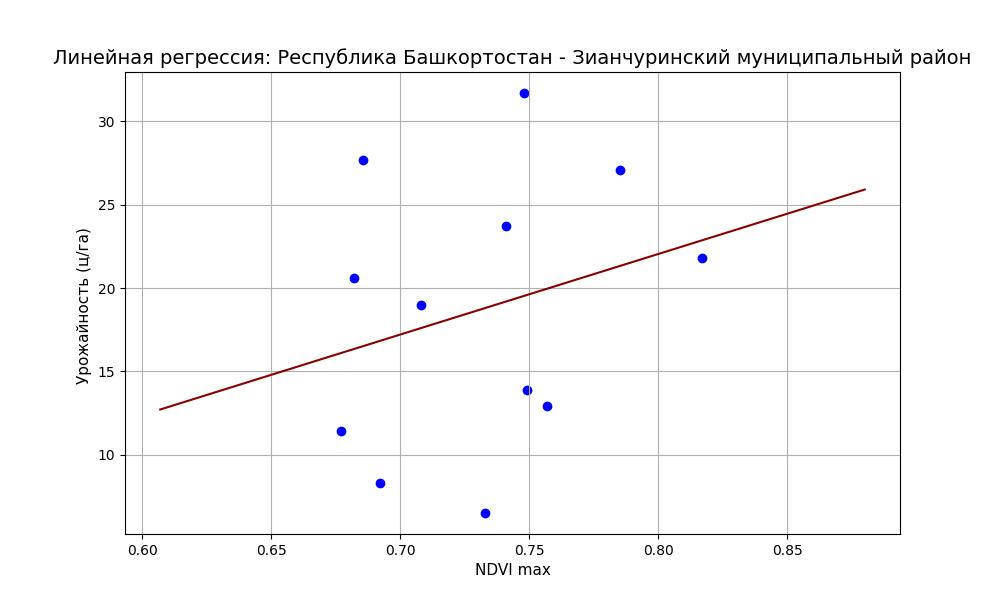 Линейная регрессия: Республика Башкортостан - Зианчуринский муниципальный район
Урожайность (ц/га)
30
25
20
15
10
0.60 0.65 0.70 0.75 0.80 0.85
NDVI max